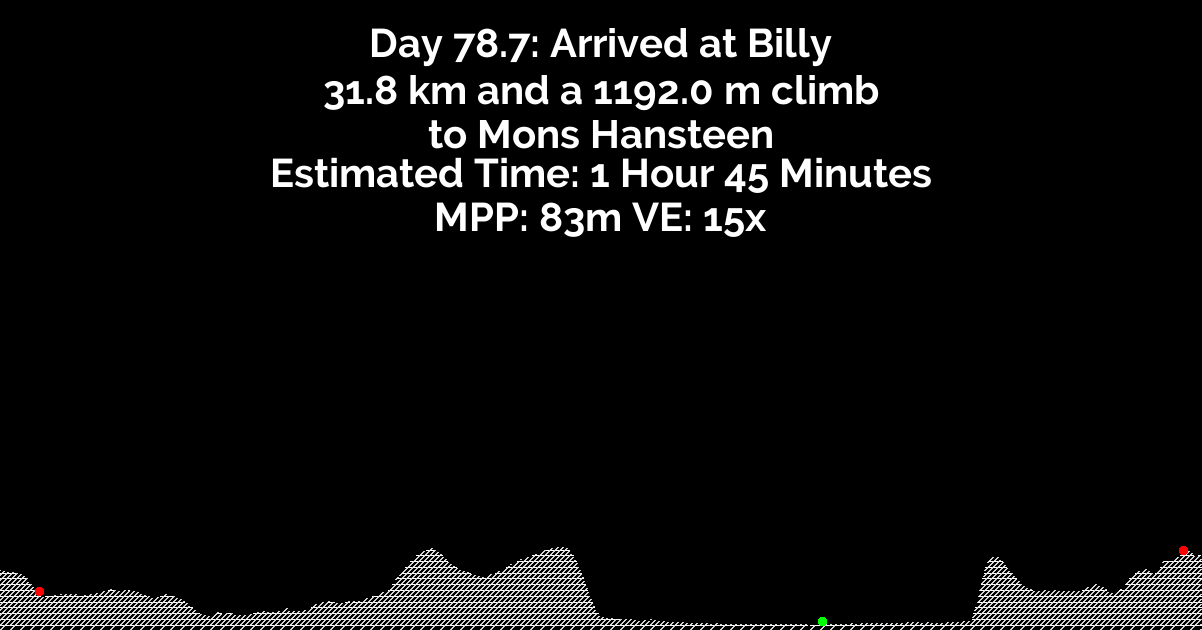 Day 78.7: Arrived at Billy
31.8 km and a 1192.0 m climb
to Mons Hansteen
Estimated Time: 1 Hour 45 Minutes
MPP: 83m VE: 15x